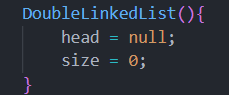 DoubleLinkedList(){
head = null;
size = 0;
}